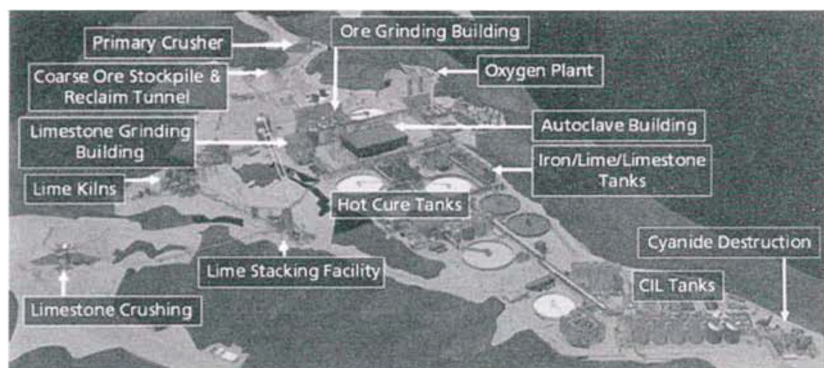 Primary Crusher
Ore Grinding Building
Coarse Ore Stockpile &
Reclaim Tunnel
Oxygen Plant
Limestone Grinding
Building
Autoclave Building
Iron/Lime/Limestone
Tanks
Lime Kilns
Hot Cure Tanks
Cyanide Destruction
Lime Stacking Facility
CIL Tanks
Limestone Crushing